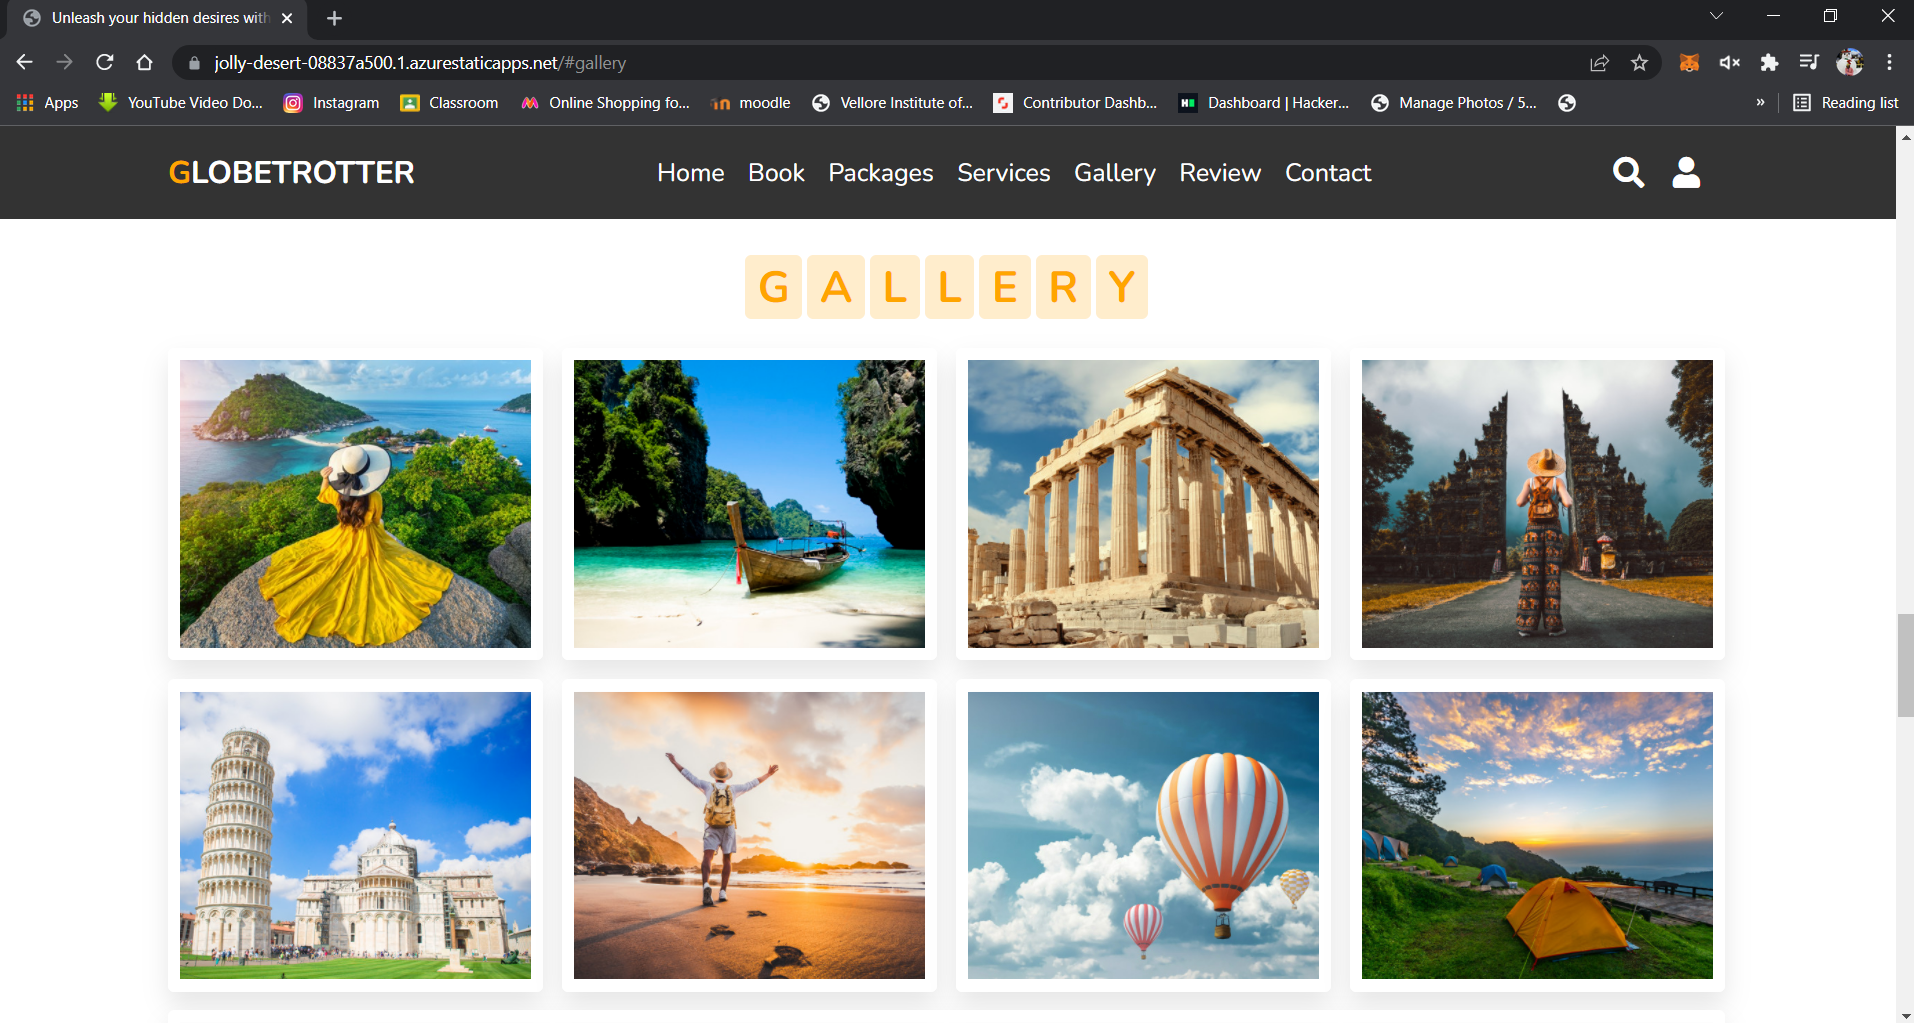 Unleash your hidden desires with
jolly-desert-08837a500.1.azurestaticapps.net/#gallery
Apps YouTube Video Do... Instagram Classroom Online Shopping fo... moodle Vellore Institute of... Contributor Dashb... Dashboard | Hacker... Manage Photos / 5... » Reading list
GLOBETROTTER Home Book Packages Services Gallery Review Contact
GALLERY